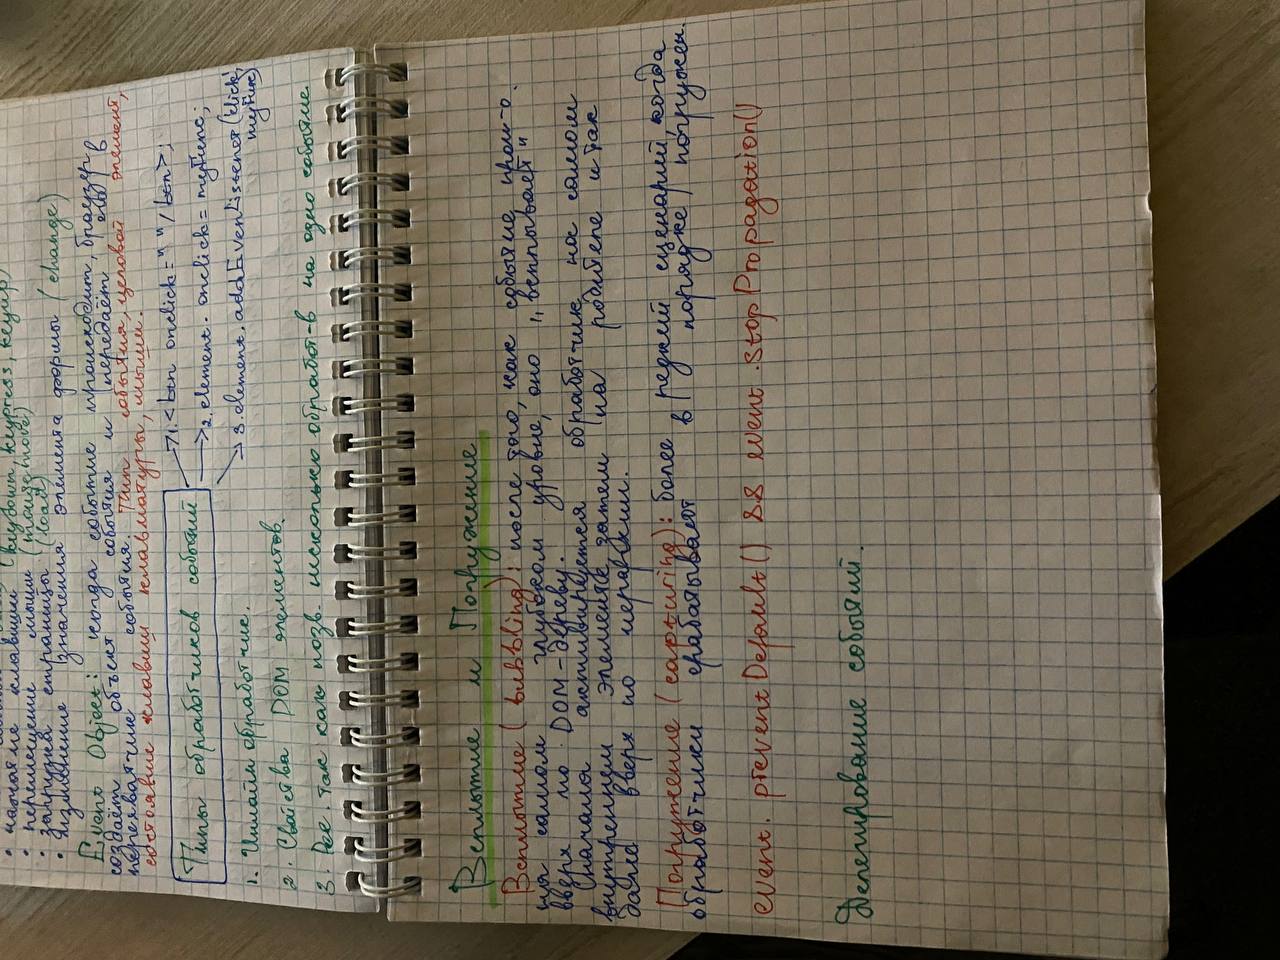 • нажатие клавиши (keydown, keypress, keyup)
• перемещение мыши (mousemove)
• загрузка страницы (load)
• изменение значения элемента формы (change)
Event Object: когда событие происходит, браузер
создаёт объект события и передаёт его в
перехватчие события. Тип события, целовой элемент,
состояние клавиш клавиатуры, мыши.
Типы обработчиков событий
1. <btn onclick=" "/btn>;
2. element.onclick = myFunc;
3. element.addEvenListener('click',
myFunc)
1. Инлайн обработчие.
2. Свойства DOM элементов.
3. Rec. так как позв. несколько обработ-в на одно событие.
Всплытие и Погружение
Всплытие (bubbling): после того, как событие, прои-о.
на самом глубоком уровне, оно „всплывает"
вверх по DOM-дереву.
Сначала активируется обработчик на самом
внутреннем элементе, затем на родителе и так
далее вверх по иерархии.
Погружение (capturing): более редкий сценарий, когда
обработчики срабатывают в порядке погружен.
event.preventDefault() && event.stopPropagation()
Делегирование событий.